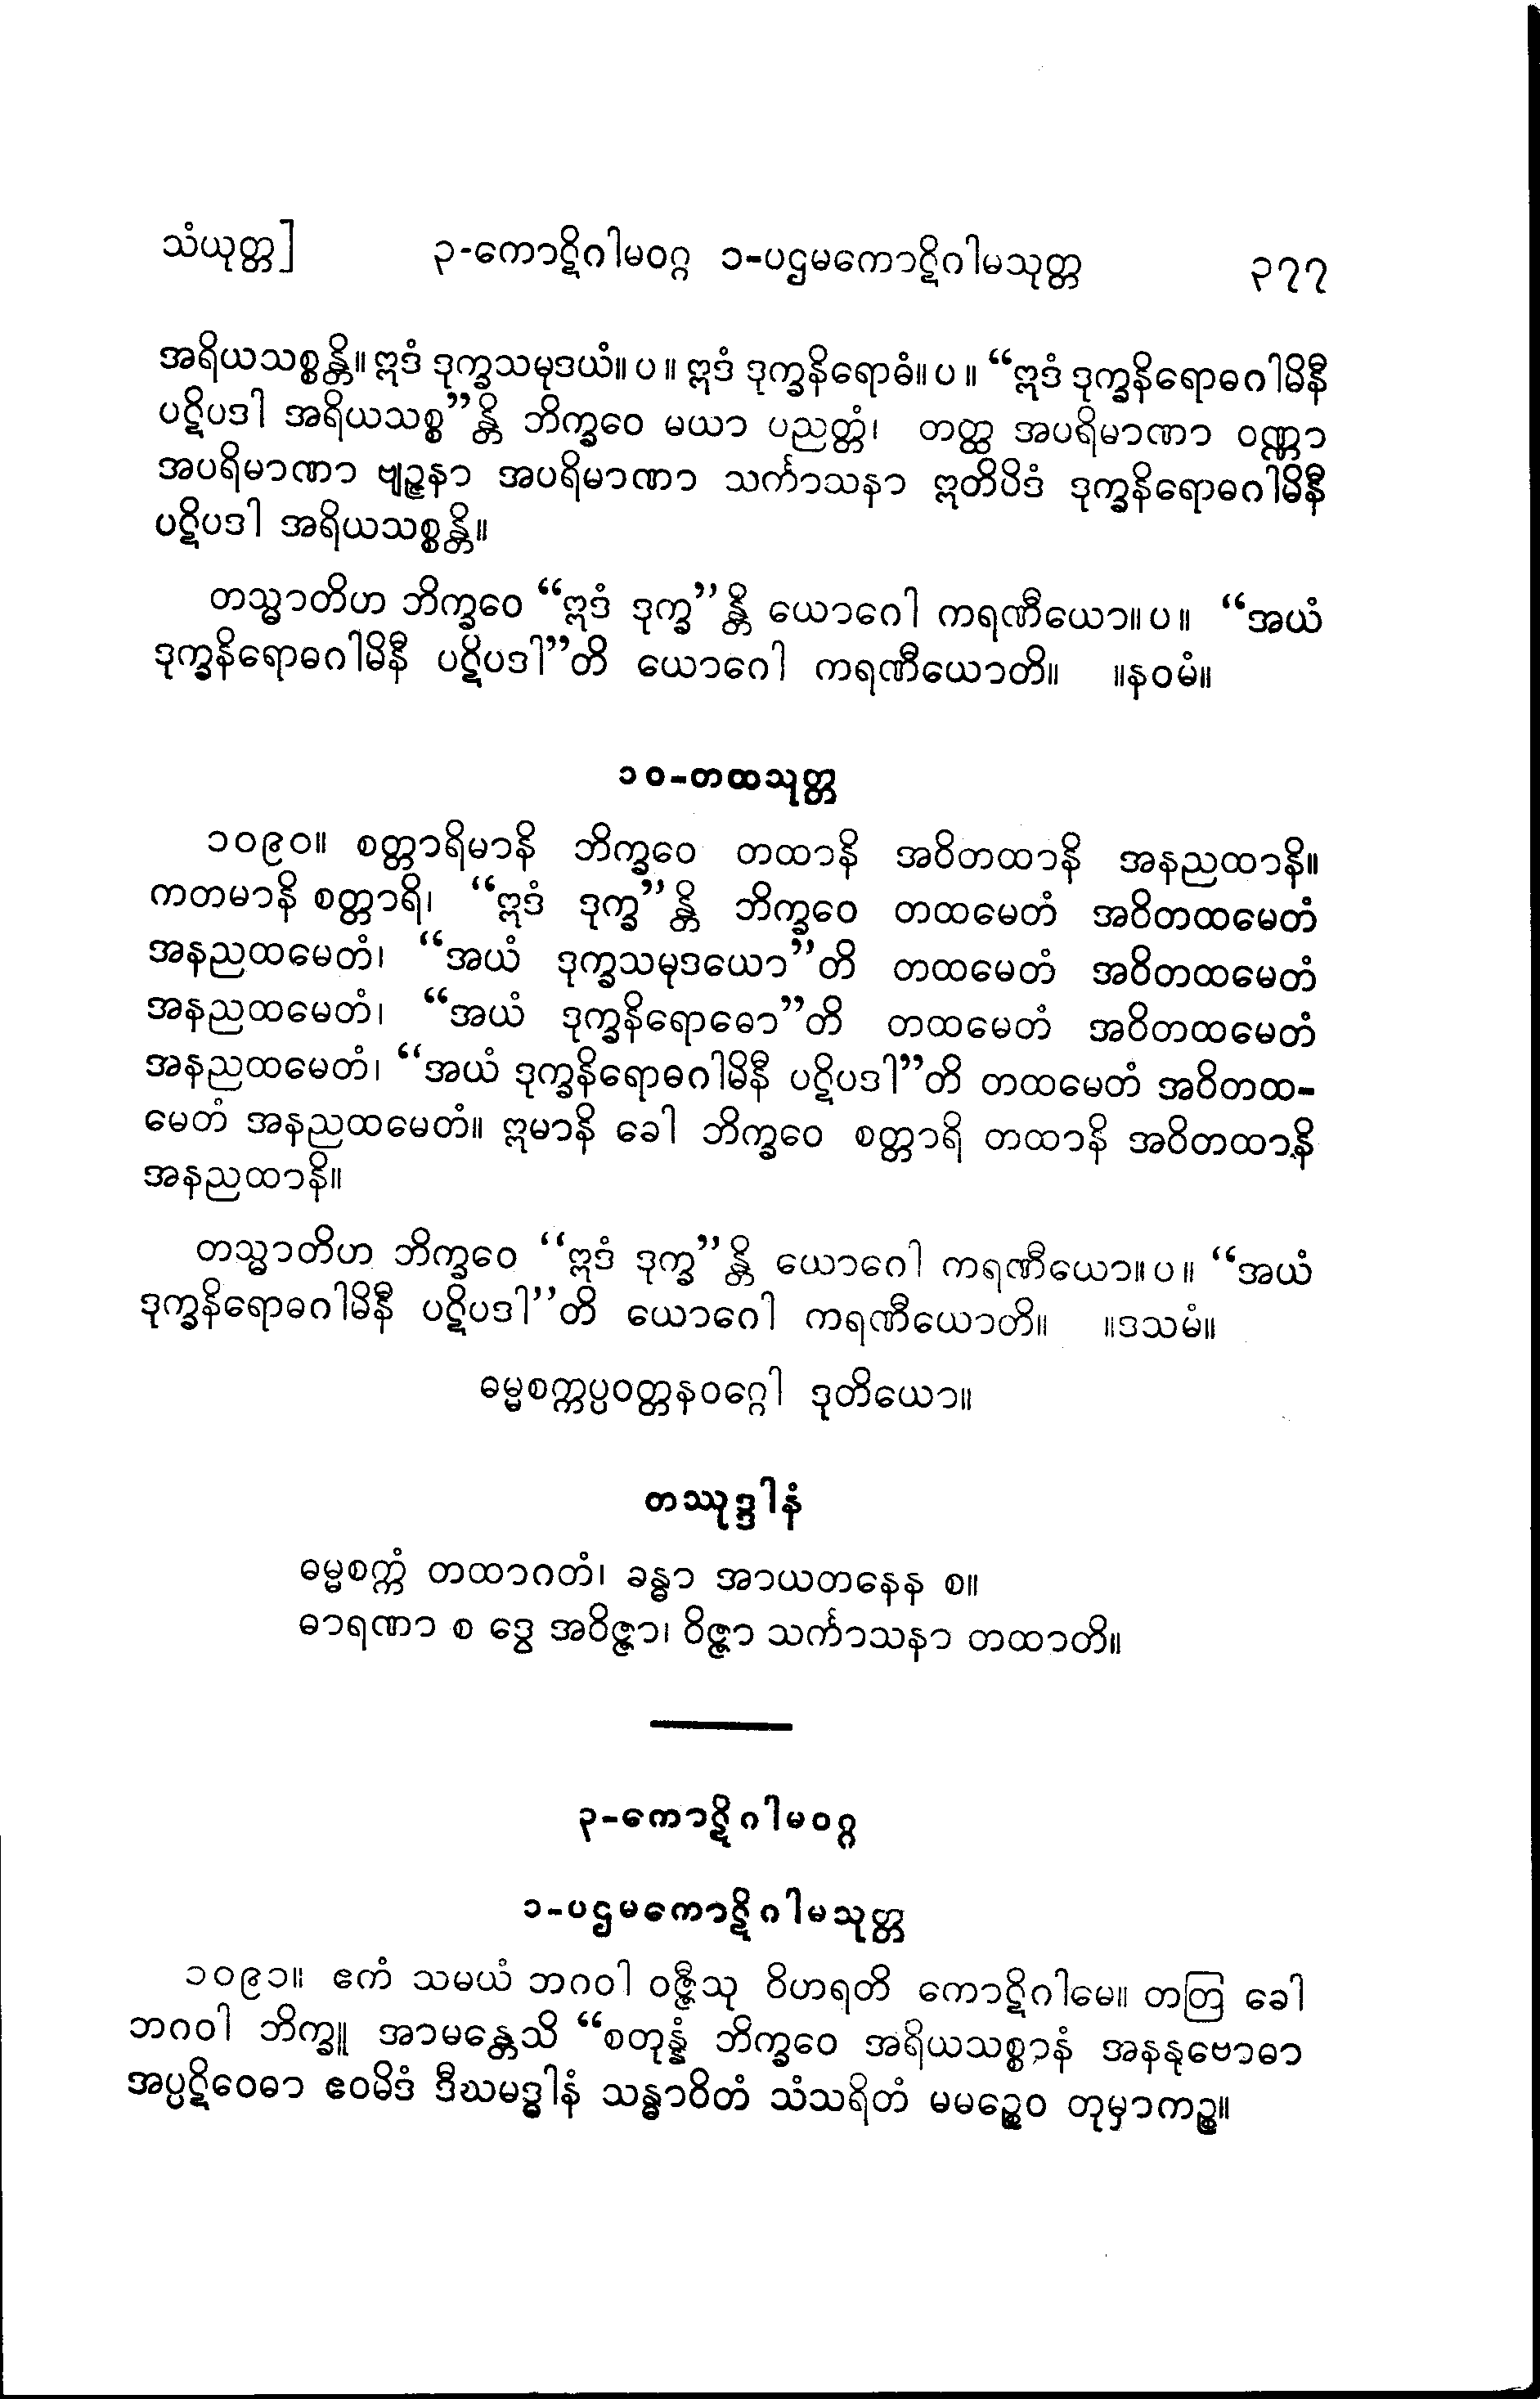 သံယုတ္တ] ၃-ကောဋိဂါမဝဂ္ဂ ၁-ပဌမကောဋိဂါမသုတ္တ ၃၇၇
အရိယသစ္စန္တိ။ ဣဒံ ဒုက္ခသမုဒယံ။ ပ ။ ဣဒံ ဒုက္ခနိရောဓံ။ ပ ။ “ဣဒံ ဒုက္ခနိရောဓဂါမိနီ
ပဋိပဒါ အရိယသစ္စ”န္တိ ဘိက္ခဝေ မယာ ပညတ္တံ၊ တတ္ထ အပရိမာဏာ ဝဏ္ဏာ
အပရိမာဏာ ဗျဉ္ဇနာ အပရိမာဏာ သင်္ကာသနာ ဣတိပိဒံ ဒုက္ခနိရောဓဂါမိနီ
ပဋိပဒါ အရိယသစ္စန္တိ။
တသ္မာတိဟ ဘိက္ခဝေ “ဣဒံ ဒုက္ခ”န္တိ ယောဂေါ ကရဏီယော။ ပ ။ “အယံ
ဒုက္ခနိရောဓဂါမိနီ ပဋိပဒါ”တိ ယောဂေါ ကရဏီယောတိ။ ။နဝမံ။
၁၀-တထသုတ္တ
၁၀၉၀။ စတ္တာရိမာနိ ဘိက္ခဝေ တထာနိ အဝိတထာနိ အနညထာနိ။
ကတမာနိ စတ္တာရိ၊ “ဣဒံ ဒုက္ခ”န္တိ ဘိက္ခဝေ တထမေတံ အဝိတထမေတံ
အနညထမေတံ၊ “အယံ ဒုက္ခသမုဒယော”တိ တထမေတံ အဝိတထမေတံ
အနညထမေတံ၊ “အယံ ဒုက္ခနိရောဓော”တိ တထမေတံ အဝိတထမေတံ
အနညထမေတံ၊ “အယံ ဒုက္ခနိရောဓဂါမိနီ ပဋိပဒါ”တိ တထမေတံ အဝိတထ-
မေတံ အနညထမေတံ။ ဣမာနိ ခေါ ဘိက္ခဝေ စတ္တာရိ တထာနိ အဝိတထာနိ
အနညထာနိ။
တသ္မာတိဟ ဘိက္ခဝေ “ဣဒံ ဒုက္ခ”န္တိ ယောဂေါ ကရဏီယော။ ပ ။ “အယံ
ဒုက္ခနိရောဓဂါမိနီ ပဋိပဒါ”တိ ယောဂေါ ကရဏီယောတိ။ ။ဒသမံ။
ဓမ္မစက္ကပ္ပဝတ္တနဝဂ္ဂေါ ဒုတိယော။
တဿုဒ္ဒါနံ
ဓမ္မစက္ကံ တထာဂတံ၊ ခန္ဓာ အာယတနေန စ။
ဓာရဏာ စ ဒွေ အဝိဇ္ဇာ၊ ဝိဇ္ဇာ သင်္ကာသနာ တထာတိ။
၃-ကောဋိဂါမဝဂ္ဂ
၁-ပဌမကောဋိဂါမသုတ္တ
၁၀၉၁။ ဧကံ သမယံ ဘဂဝါ ဝဇ္ဇီသု ဝိဟရတိ ကောဋိဂါမေ။ တတြ ခေါ
ဘဂဝါ ဘိက္ခူ အာမန္တေသိ “စတုန္နံ ဘိက္ခဝေ အရိယသစ္စာနံ အနနုဗောဓာ
အပ္ပဋိဝေဓာ ဧဝမိဒံ ဒီဃမဒ္ဓါနံ သန္ဓာဝိတံ သံသရိတံ မမဉ္စေဝ တုမှာကဉ္စ။